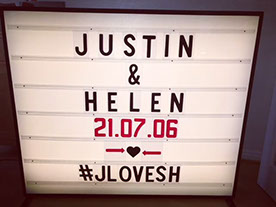 JUSTIN
&
HELEN
21.07.06
#JLOVESH